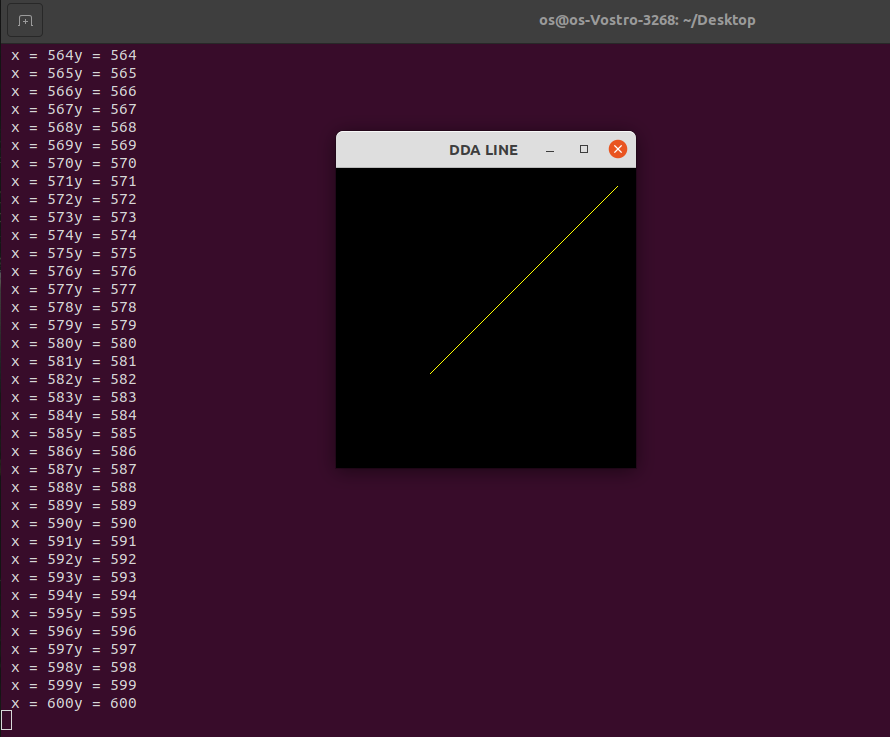 os@os-Vostro-3268: ~/Desktop
x = 564y = 564
x = 565y = 565
x = 566y = 566
x = 567y = 567
x = 568y = 568
x = 569y = 569
x = 570y = 570
x = 571y = 571
x = 572y = 572
x = 573y = 573
x = 574y = 574
x = 575y = 575
x = 576y = 576
x = 577y = 577
x = 578y = 578
x = 579y = 579
x = 580y = 580
x = 581y = 581
x = 582y = 582
x = 583y = 583
x = 584y = 584
x = 585y = 585
x = 586y = 586
x = 587y = 587
x = 588y = 588
x = 589y = 589
x = 590y = 590
x = 591y = 591
x = 592y = 592
x = 593y = 593
x = 594y = 594
x = 595y = 595
x = 596y = 596
x = 597y = 597
x = 598y = 598
x = 599y = 599
x = 600y = 600
DDA LINE